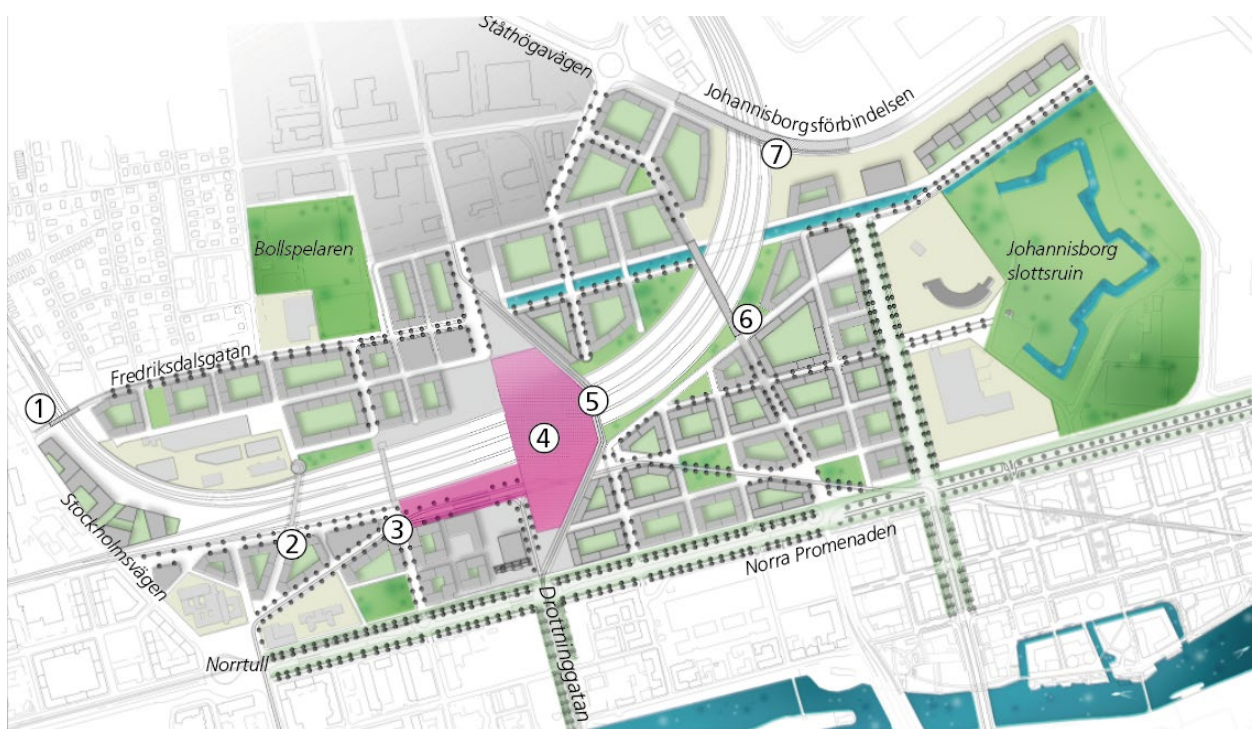 Ståthögavägen
Johannisborgsförbindelsen
7
Bollspelaren
Johannisborg
slottsruin
6
Fredriksdalsgatan
1
5
4
Stockholmsvägen
2
3
Norra Promenaden
Drottninggatan
Norrtull